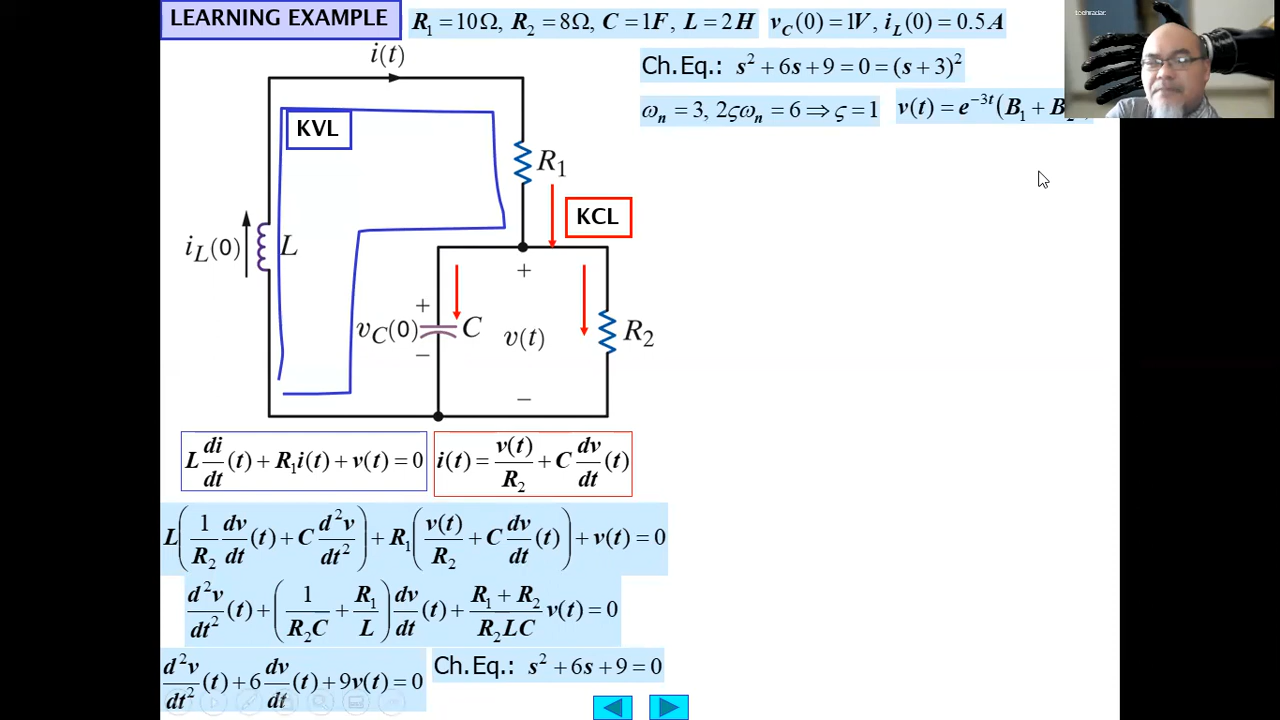 LEARNING EXAMPLE
R₁ = 10Ω, R₂ = 8Ω, C = 1F, L = 2H
v_C(0) = 1V, i_L(0) = 0.5A
Ch.Eq.: s² + 6s + 9 = 0 = (s + 3)²
ω_n = 3, 2ςω_n = 6 ⇒ ς = 1
v(t) = e^{-3t}(B₁ + B
i(t)
KVL
R₁
KCL
i_L(0)
L
+
+
v_C(0)
C
v(t)
R₂
−
−
L di/dt (t) + R₁i(t) + v(t) = 0
i(t) = v(t)/R₂ + C dv/dt (t)
L(1/R₂ dv/dt (t) + C d²v/dt²) + R₁(v(t)/R₂ + C dv/dt (t)) + v(t) = 0
d²v/dt² (t) + (1/R₂C + R₁/L) dv/dt (t) + (R₁ + R₂)/R₂LC v(t) = 0
d²v/dt² (t) + 6 dv/dt (t) + 9v(t) = 0
Ch.Eq.: s² + 6s + 9 = 0